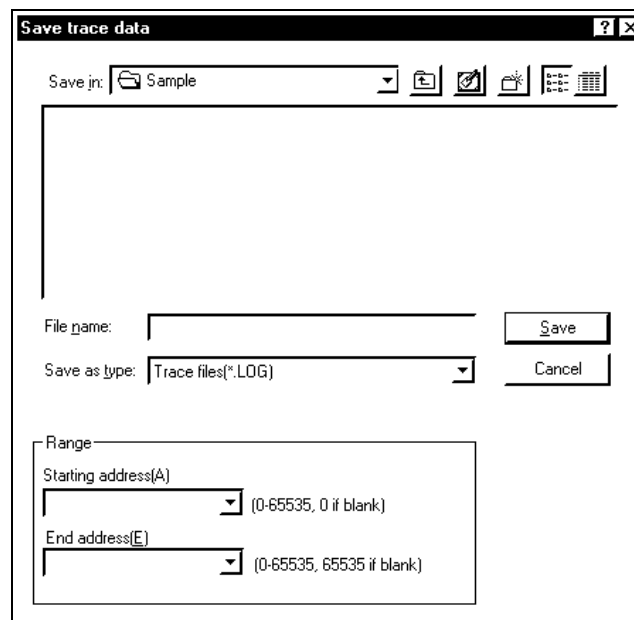 Save trace data
Save in: Sample
File name:
Save
Save as type: Trace files(*.LOG)
Cancel
Range
Starting address(A)
(0-65535, 0 if blank)
End address(E)
(0-65535, 65535 if blank)